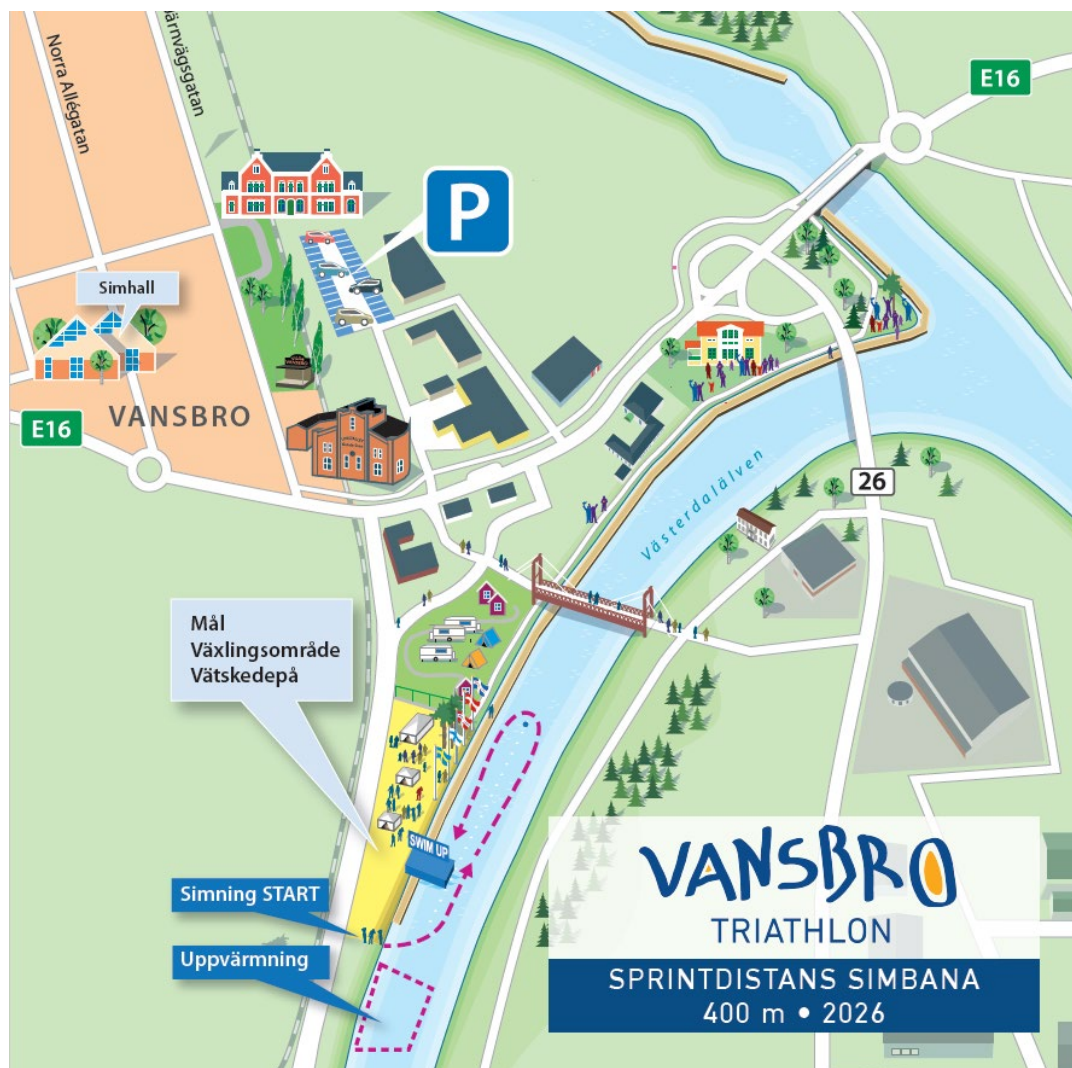 Norra Allégatan
E16
P
Simhall
VANSBRO
E16
26
Västerdalälven
Mål
Växlingsområde
Vätskedepå
SWIM UP
Simning START
Uppvärmning
VANSBRO
TRIATHLON
SPRINTDISTANS SIMBANA
400 m • 2026